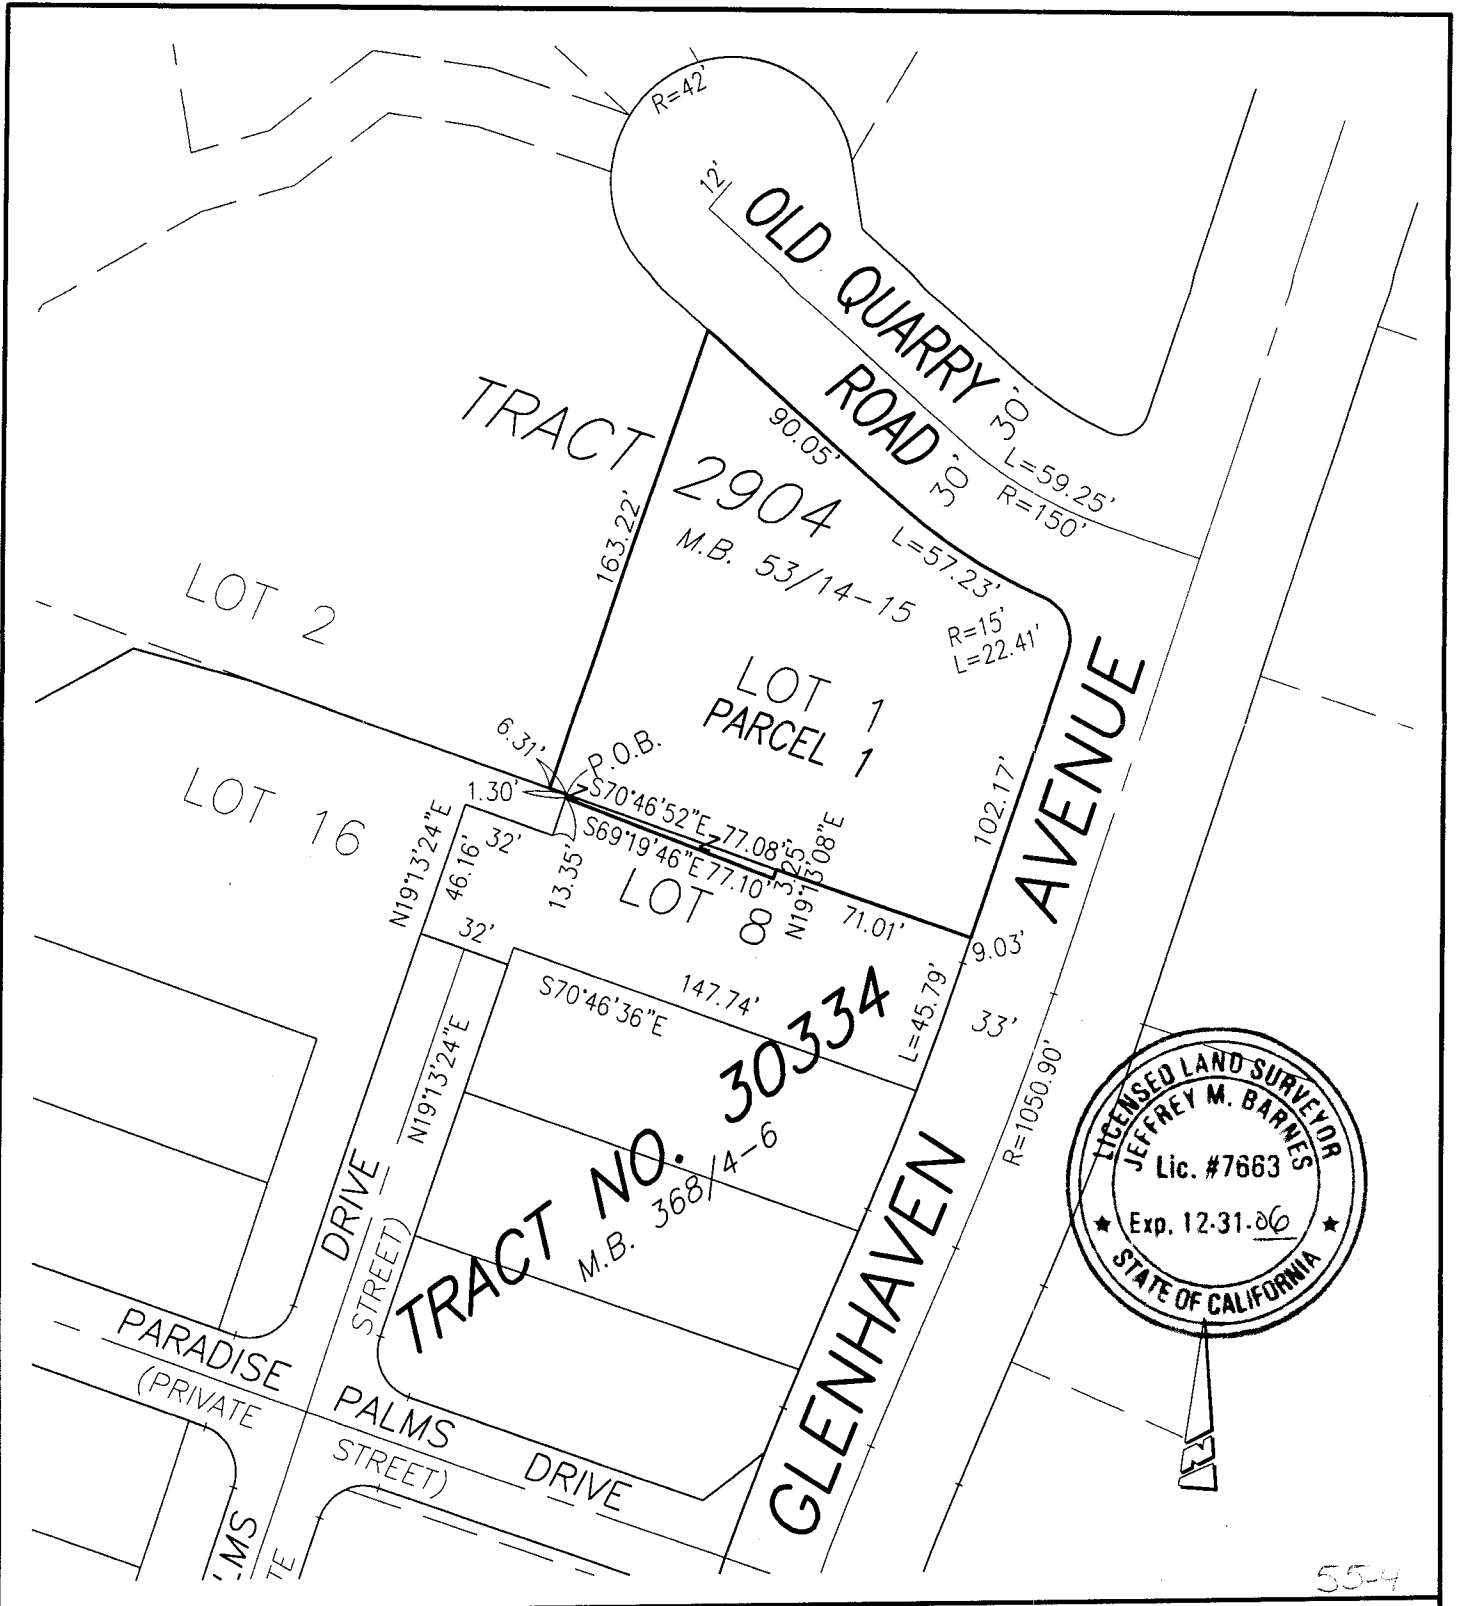 R=42'
12'
OLD QUARRY
ROAD
30'
30'
L=59.25'
R=150'
TRACT 2904
M.B. 53/14-15
90.05'
L=57.23'
163.22'
R=15'
L=22.41'
LOT 2
LOT 1
PARCEL 1
6.31'
P.O.B.
1.30'
S70°46'52"E 77.08'
S69°19'46"E 77.10'
3.25'
N19°13'08"E
102.17'
AVENUE
LOT 16
N19°13'24"E
46.16'
32'
13.35'
LOT 8
71.01'
9.03'
32'
S70°46'36"E
147.74'
L=45.79'
33'
R=1050.90'
N19°13'24"E
TRACT NO. 30334
M.B. 368/4-6
GLENHAVEN
DRIVE
STREET)
PARADISE PALMS DRIVE
(PRIVATE STREET)
LMS
TE
LICENSED LAND SURVEYOR
JEFFREY M. BARNES
Lic. #7663
Exp. 12-31-06
STATE OF CALIFORNIA
N
55-4